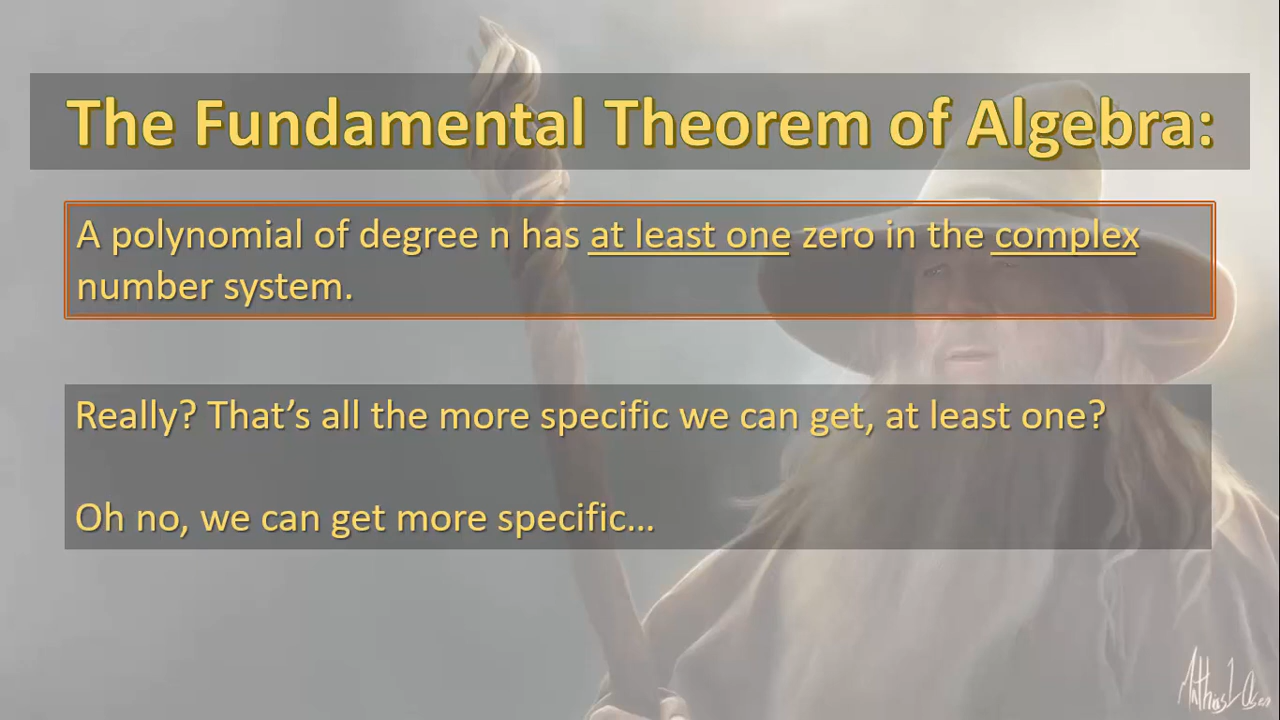 The Fundamental Theorem of Algebra:
A polynomial of degree n has at least one zero in the complex
number system.
Really? That’s all the more specific we can get, at least one?
Oh no, we can get more specific…